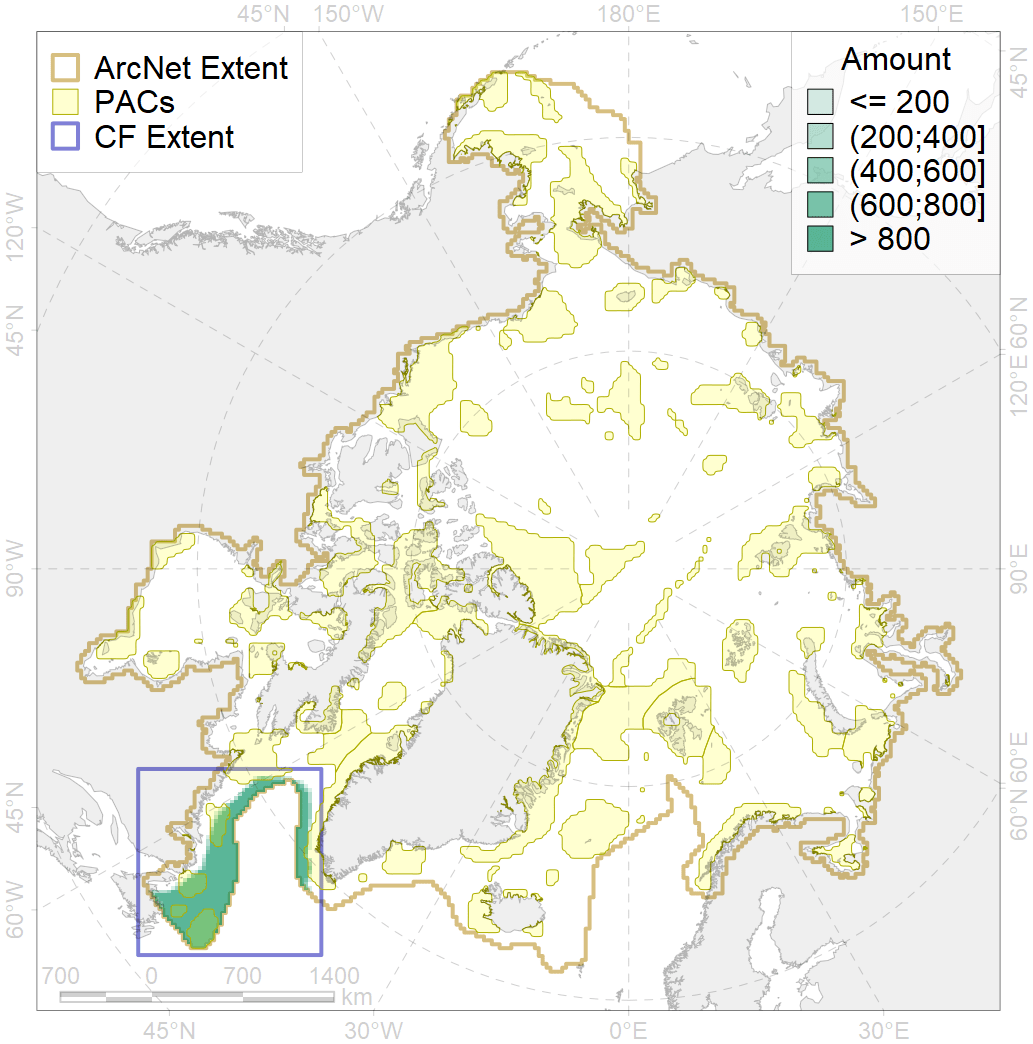 45°N 150°W 180°E 150°E
ArcNet Extent
PACs
CF Extent
Amount
<= 200
(200;400]
(400;600]
(600;800]
> 800
120°W
45°N
90°W
45°N
60°W
45°N
60°N
120°E
90°E
60°E
60°N
700 0 700 1400
km
45°W 30°W 0°E 30°E